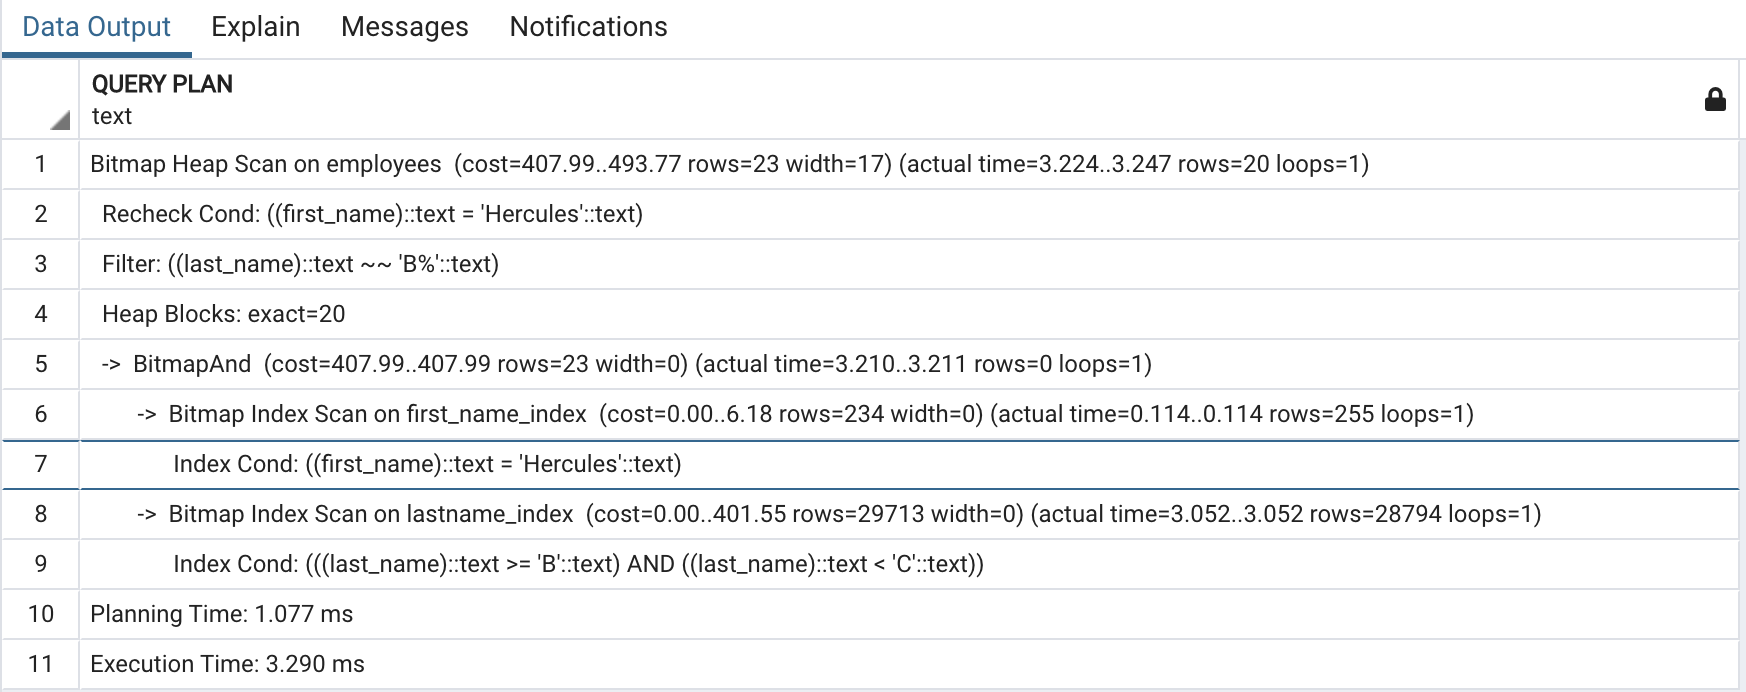 Data Output Explain Messages Notifications
QUERY PLAN
text
1 Bitmap Heap Scan on employees (cost=407.99..493.77 rows=23 width=17) (actual time=3.224..3.247 rows=20 loops=1)
2 Recheck Cond: ((first_name)::text = 'Hercules'::text)
3 Filter: ((last_name)::text ~~ 'B%'::text)
4 Heap Blocks: exact=20
5 -> BitmapAnd (cost=407.99..407.99 rows=23 width=0) (actual time=3.210..3.211 rows=0 loops=1)
6 -> Bitmap Index Scan on first_name_index (cost=0.00..6.18 rows=234 width=0) (actual time=0.114..0.114 rows=255 loops=1)
7 Index Cond: ((first_name)::text = 'Hercules'::text)
8 -> Bitmap Index Scan on lastname_index (cost=0.00..401.55 rows=29713 width=0) (actual time=3.052..3.052 rows=28794 loops=1)
9 Index Cond: (((last_name)::text >= 'B'::text) AND ((last_name)::text < 'C'::text))
10 Planning Time: 1.077 ms
11 Execution Time: 3.290 ms